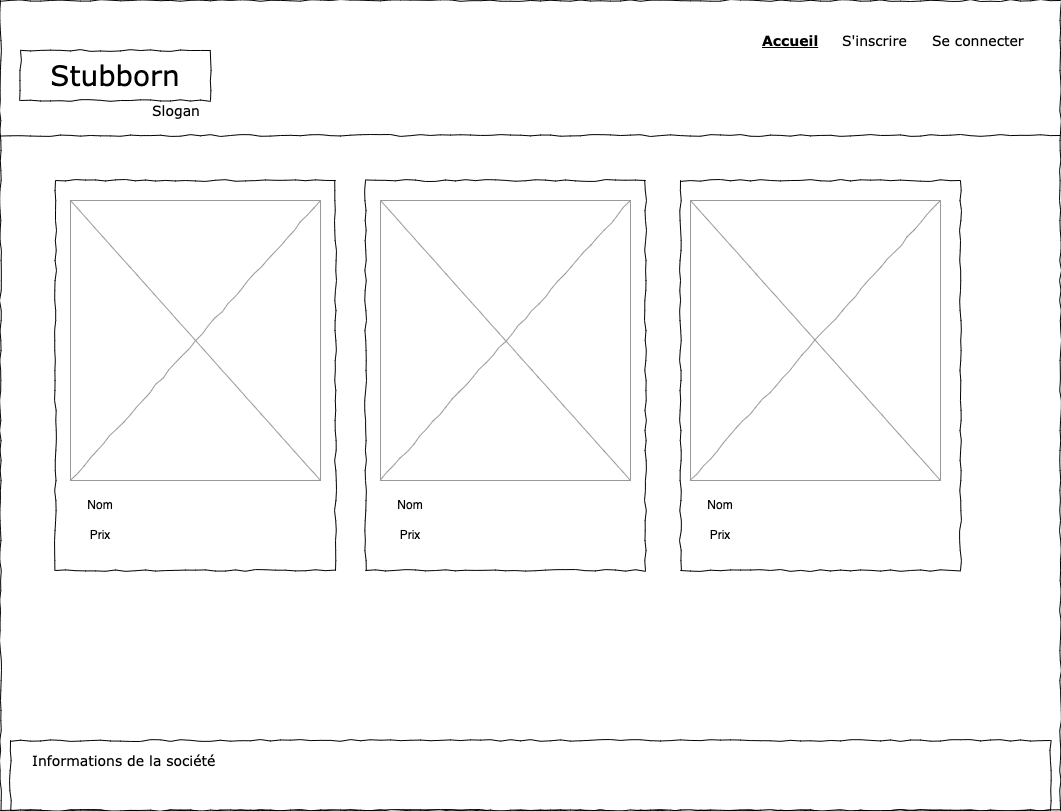 Accueil S'inscrire Se connecter
Stubborn
Slogan
Nom Nom Nom
Prix Prix Prix
Informations de la société